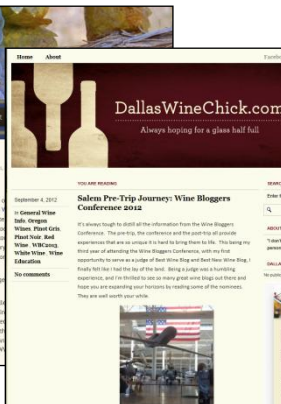 Home About
DallasWineChick.com
Always hoping for a glass half full
YOU ARE READING
September 4, 2012
Salem Pre-Trip Journey: Wine Bloggers
Conference 2012
in General Wine
Info, Oregon
Wines, Pinot Gris,
Pinot Noir, Red
Wine, WBC2013,
White Wine, Wine
Education
No comments
It's always tough to distill all the information from the Wine Bloggers
Conference. The pre-trip, the conference and the post-trip all provide
experiences that are so unique it is hard to bring them to life. This being my
third year of attending the Wine Bloggers Conference, with my first
opportunity to serve as a judge of Best Wine Blog and Best New Wine Blog, I
finally felt like I had the lay of the land. Being a judge was a humbling
experience, and I'm thrilled to see so many great wine blogs out there and
hope you are expanding your horizons by reading some of the nominees.
They are well worth your while.